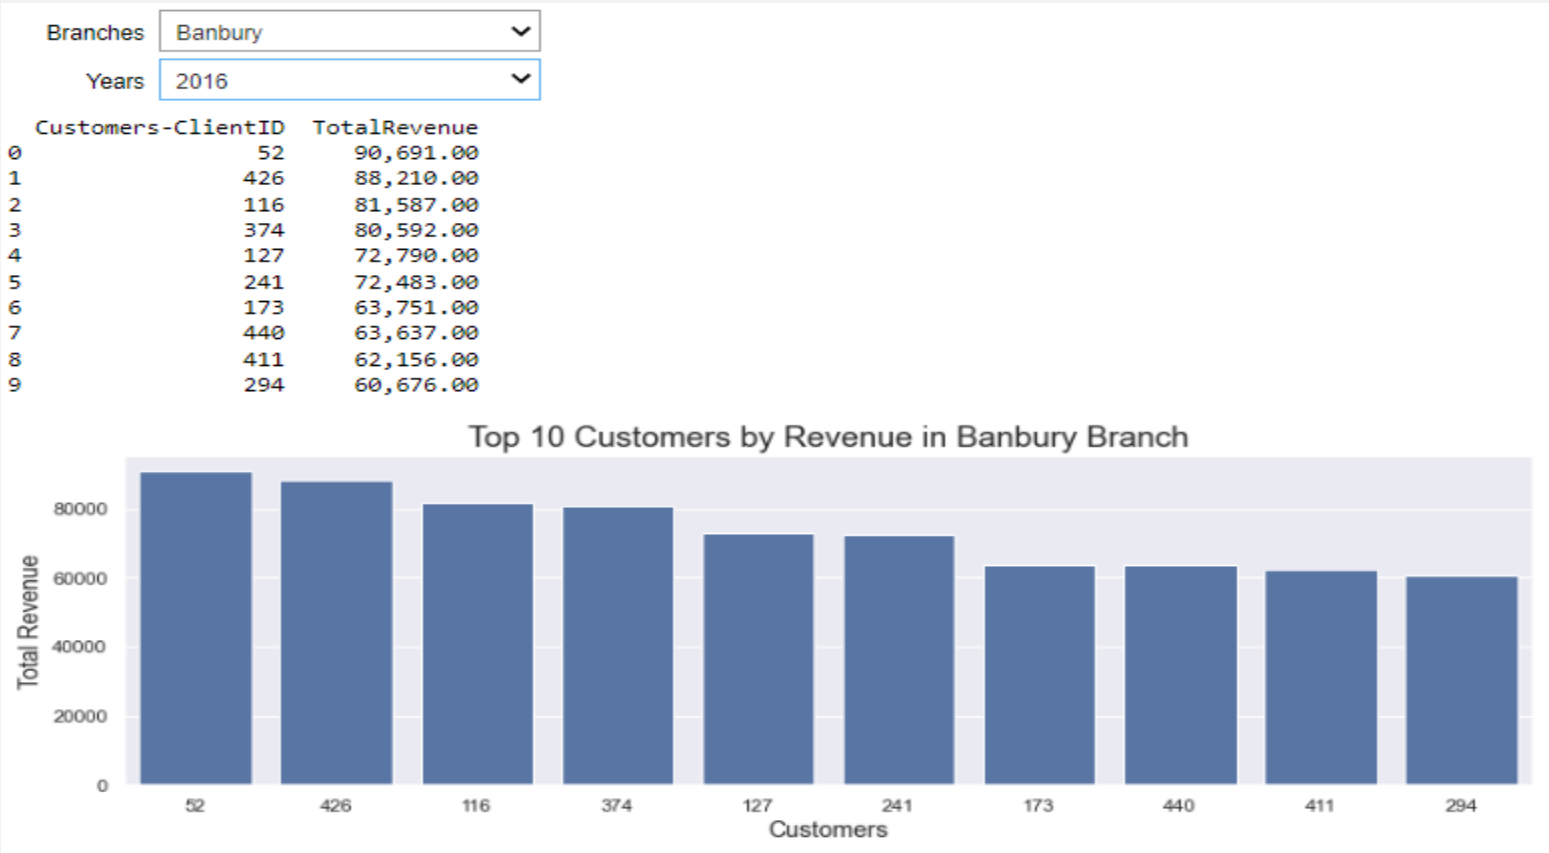 Branches Banbury
Years 2016
Customers-ClientID TotalRevenue
0 52 90,691.00
1 426 88,210.00
2 116 81,587.00
3 374 80,592.00
4 127 72,790.00
5 241 72,483.00
6 173 63,751.00
7 440 63,637.00
8 411 62,156.00
9 294 60,676.00
Top 10 Customers by Revenue in Banbury Branch
Total Revenue
80000
60000
40000
20000
0
52 426 116 374 127 241 173 440 411 294
Customers